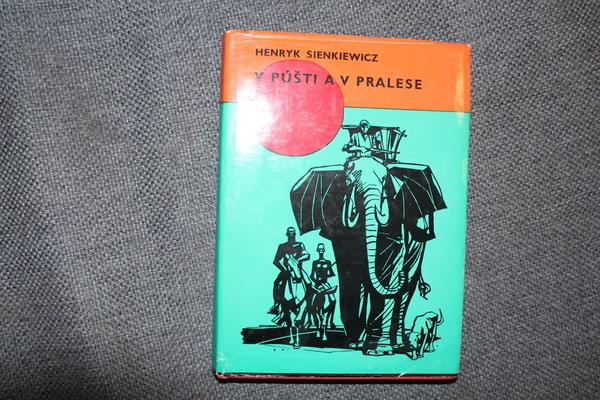 HENRYK SIENKIEWICZ
V PÚŠTI A V PRALESE